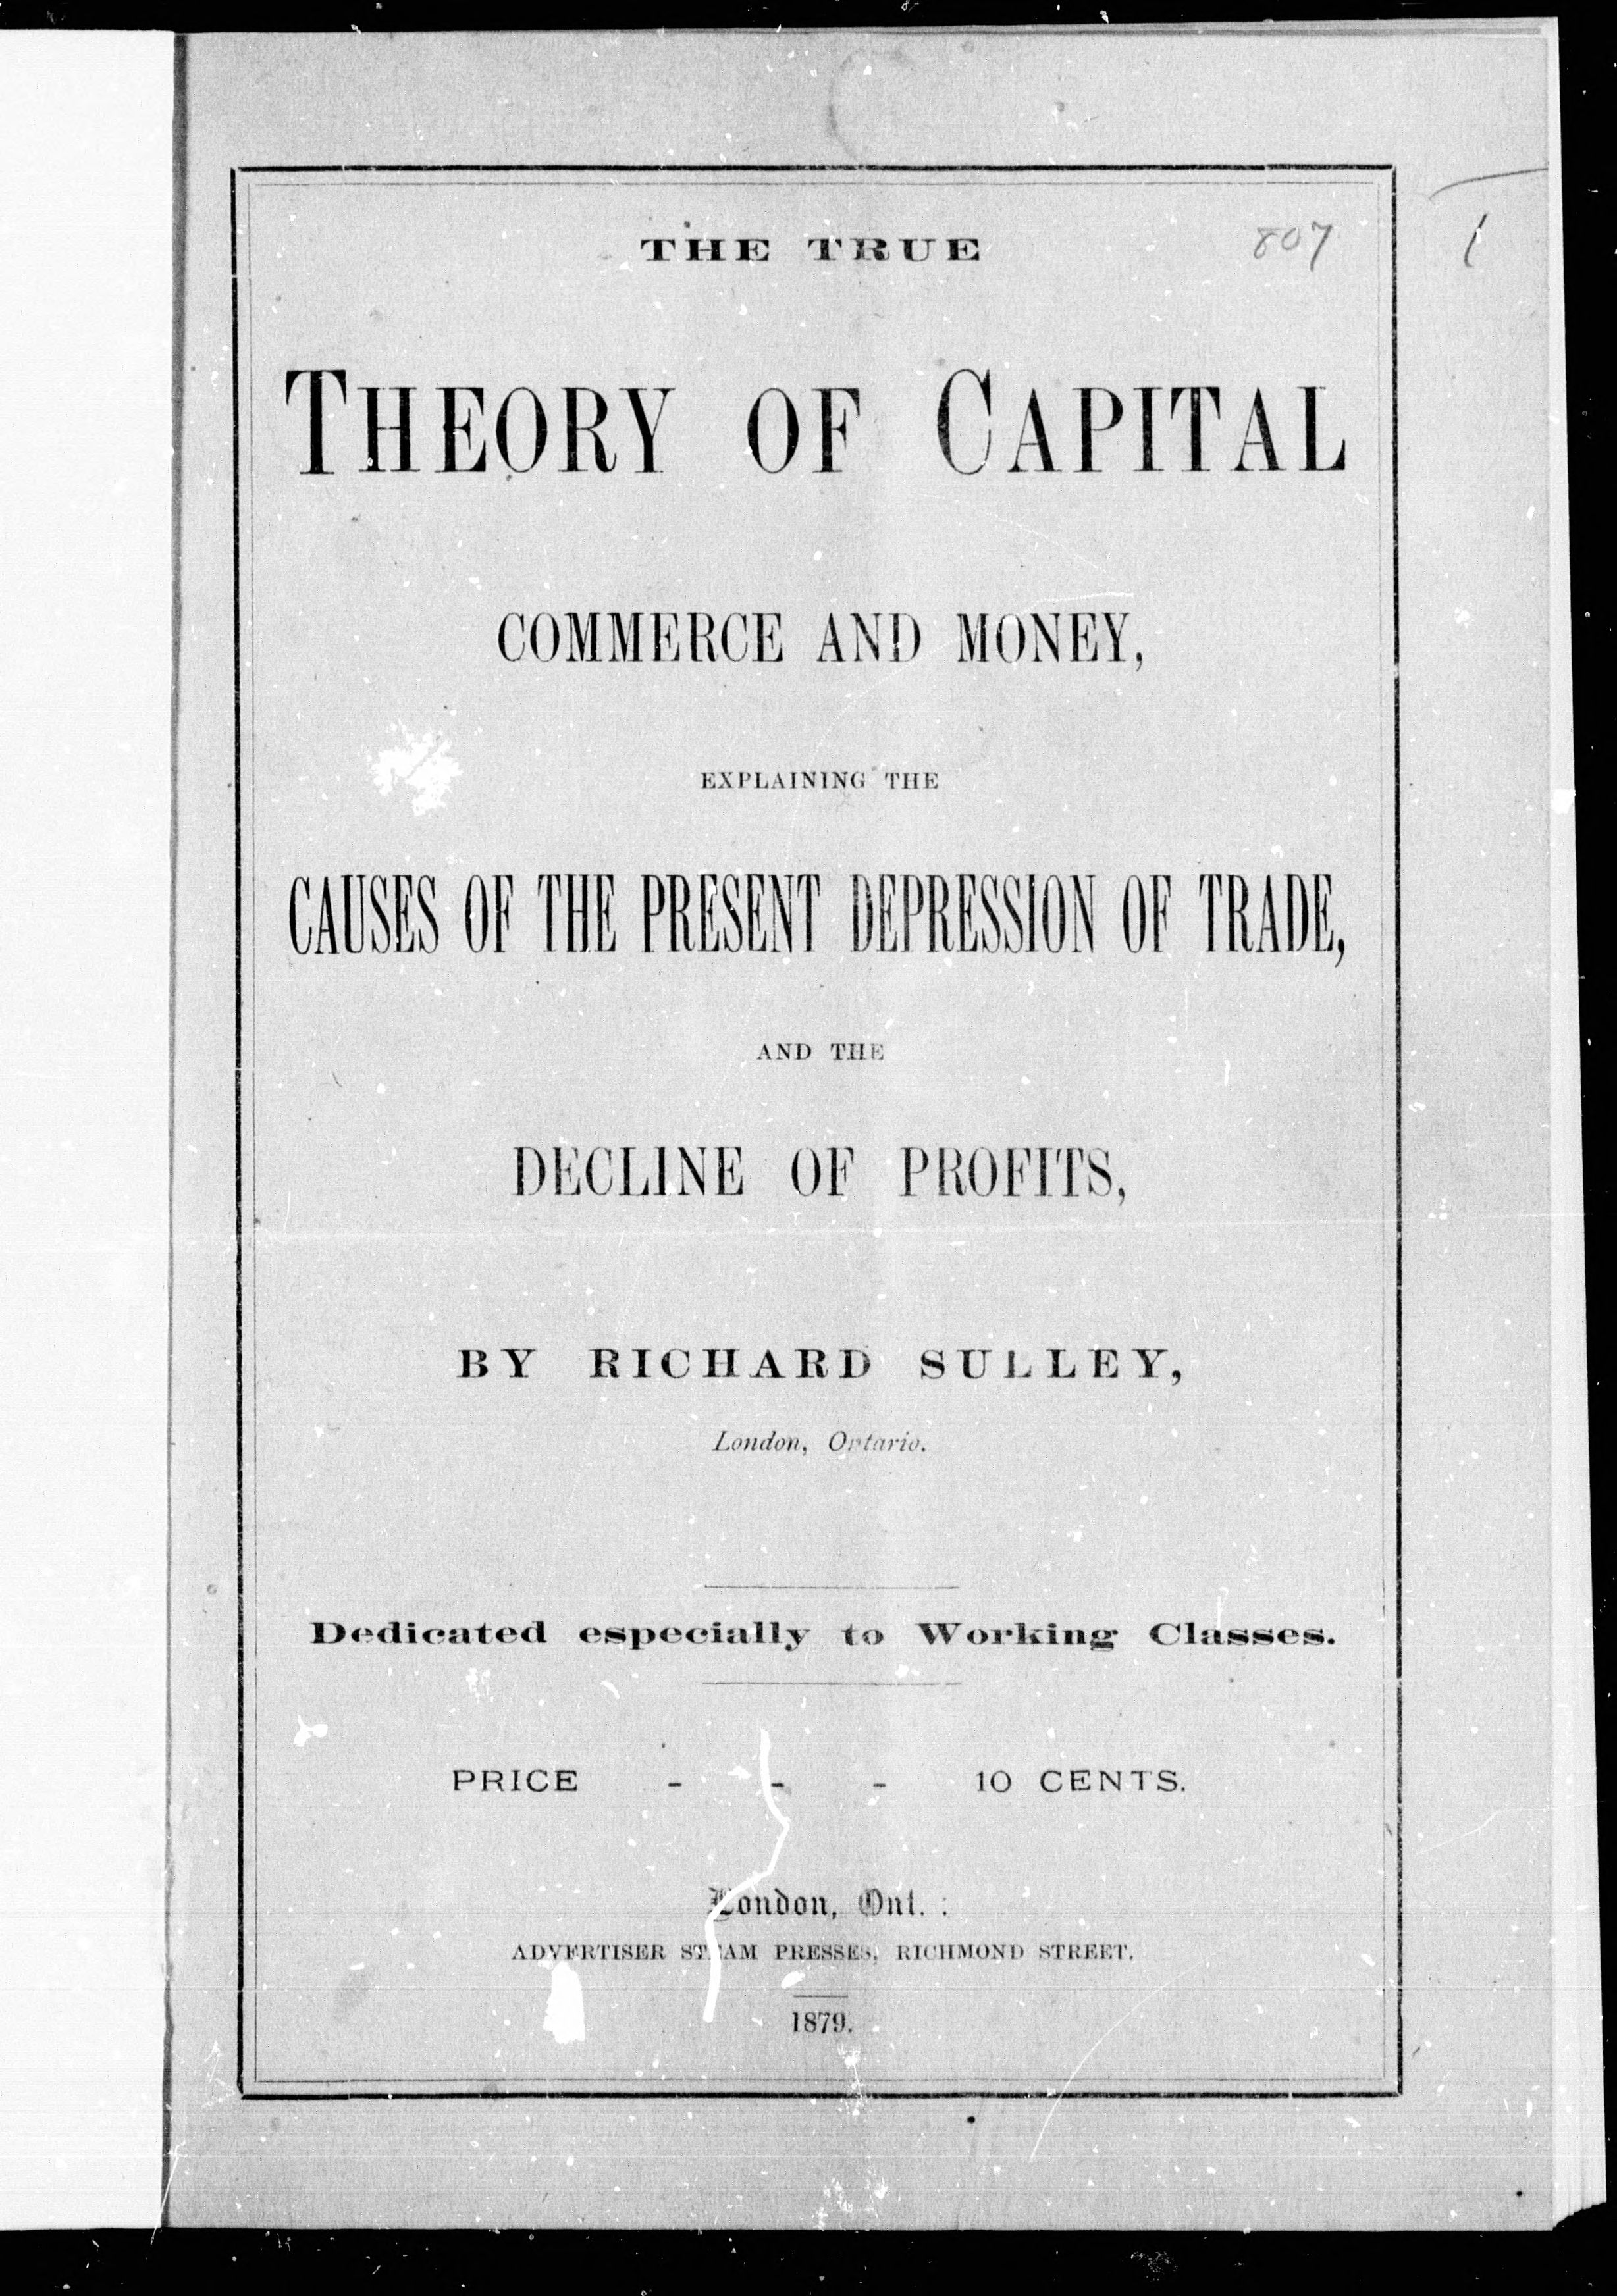 THE TRUE
807
THEORY OF CAPITAL
COMMERCE AND MONEY,
EXPLAINING THE
CAUSES OF THE PRESENT DEPRESSION OF TRADE,
AND THE
DECLINE OF PROFITS,
BY RICHARD SULLEY,
London, Ontario.
Dedicated especially to Working Classes.
PRICE - - - 10 CENTS.
London, Ont. :
ADVERTISER STEAM PRESSES, RICHMOND STREET.
1879.